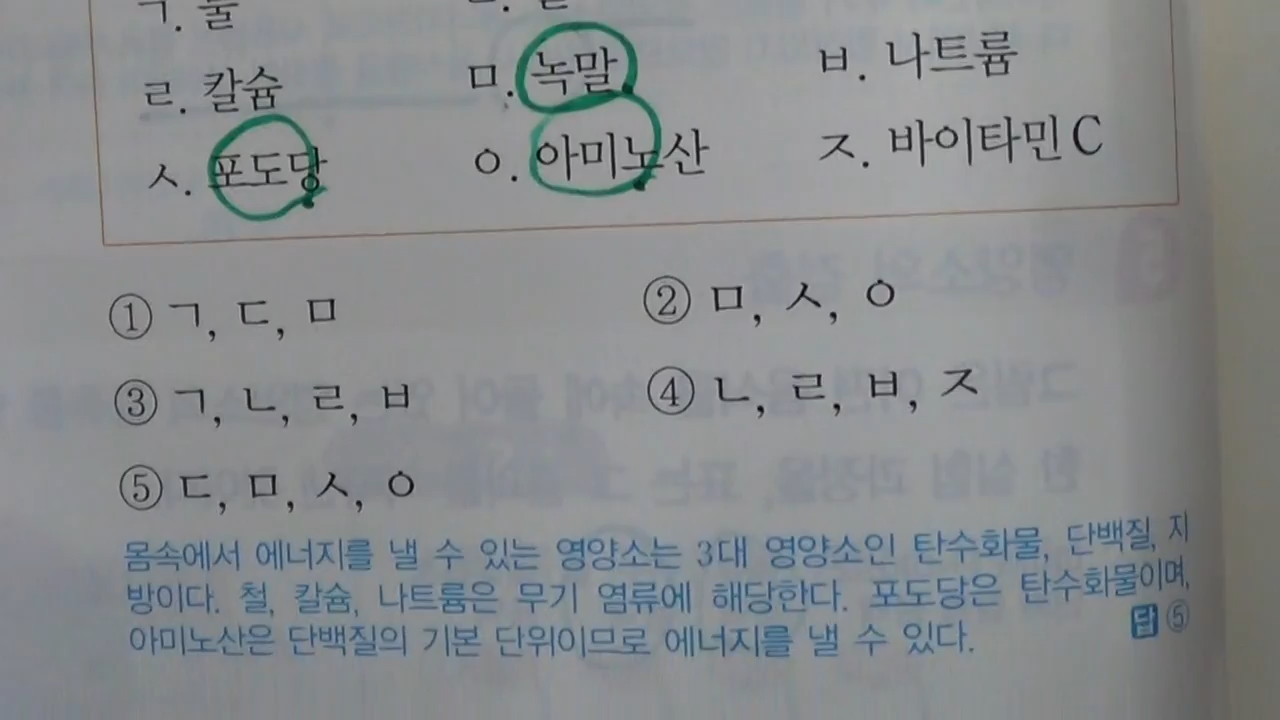 ㄱ. 물
ㄹ. 칼슘 ㅁ. 녹말 ㅂ. 나트륨
ㅅ. 포도당 ㅇ. 아미노산 ㅈ. 바이타민 C
① ㄱ, ㄷ, ㅁ ② ㅁ, ㅅ, ㅇ
③ ㄱ, ㄴ, ㄹ, ㅂ ④ ㄴ, ㄹ, ㅂ, ㅈ
⑤ ㄷ, ㅁ, ㅅ, ㅇ
몸속에서 에너지를 낼 수 있는 영양소는 3대 영양소인 탄수화물, 단백질, 지
방이다. 철, 칼슘, 나트륨은 무기 염류에 해당한다. 포도당은 탄수화물이며,
아미노산은 단백질의 기본 단위이므로 에너지를 낼 수 있다. 답 ⑤